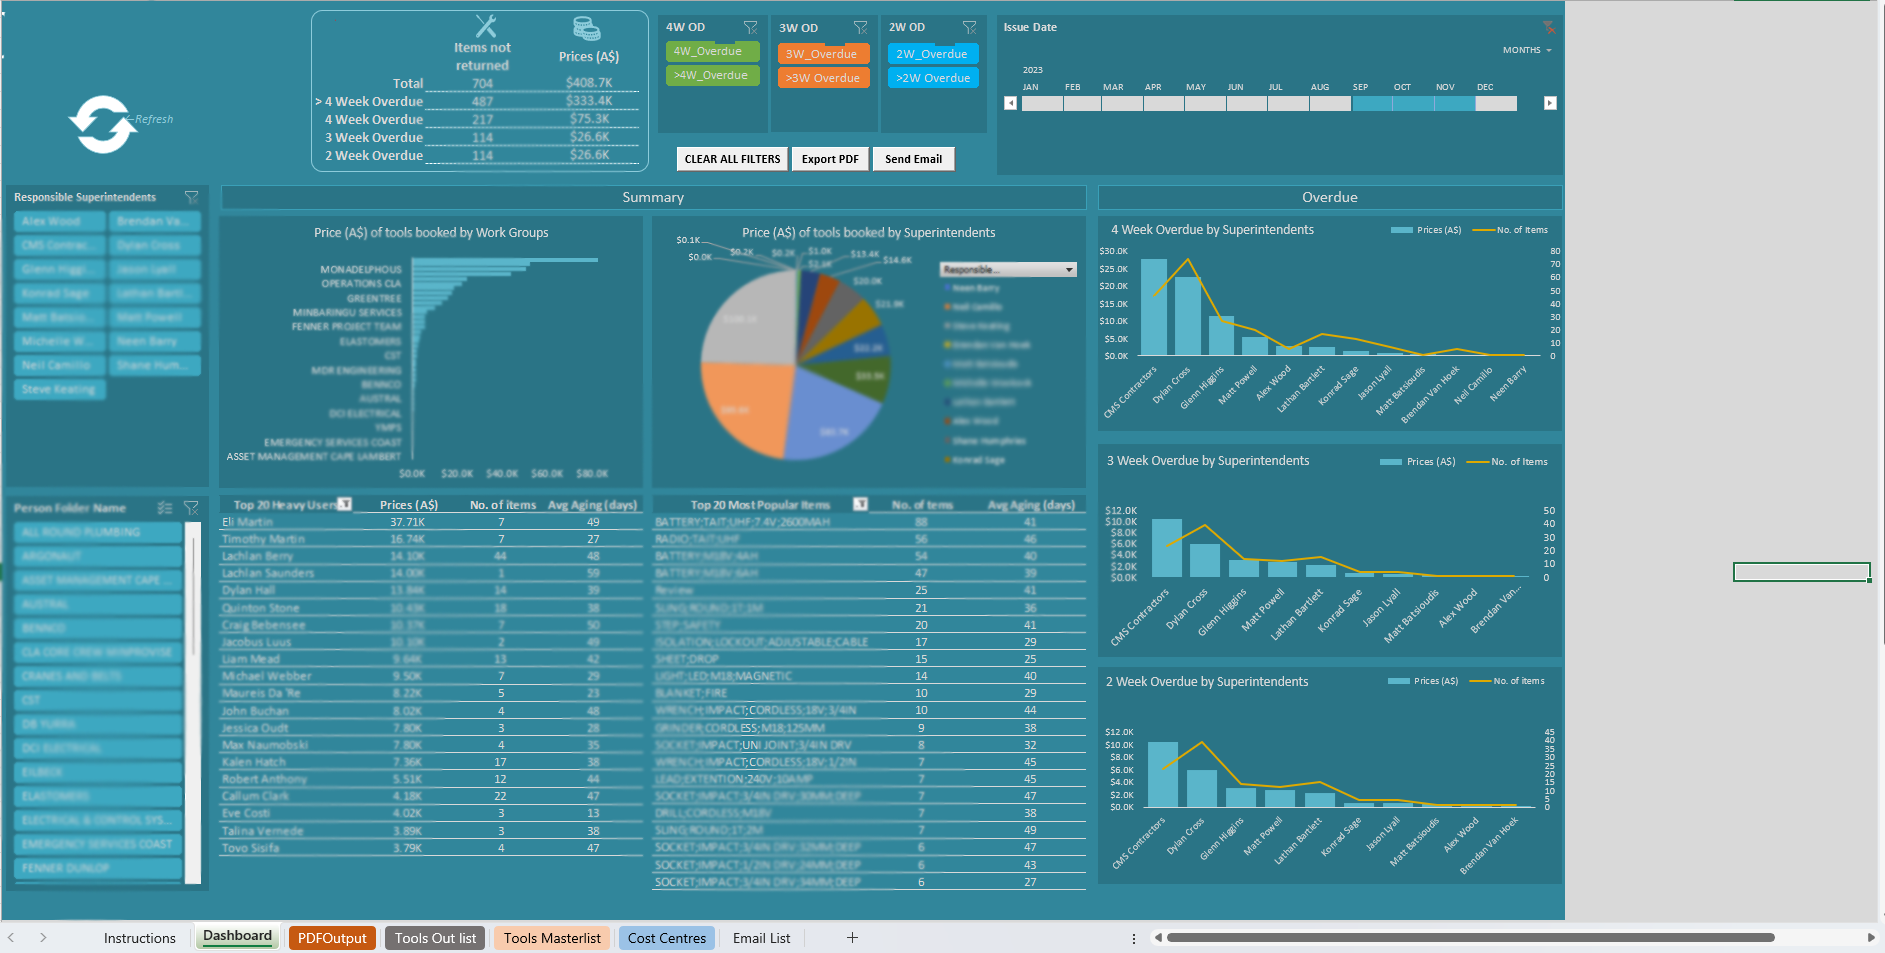 Items not returned
Prices (A$)
Total 704 $408.7K
> 4 Week Overdue 487 $333.4K
4 Week Overdue 217 $75.3K
3 Week Overdue 114 $26.6K
2 Week Overdue 114 $26.6K
Refresh
4W OD
4W_Overdue
>4W_Overdue
3W OD
3W_Overdue
>3W Overdue
2W OD
2W_Overdue
>2W Overdue
CLEAR ALL FILTERS
Export PDF
Send Email
Issue Date
MONTHS
2023
JAN FEB MAR APR MAY JUN JUL AUG SEP OCT NOV DEC
Responsible Superintendents
Alex Wood
Brendan Va...
CMS Contrac...
Dylan Cross
Glenn Higgi...
Jason Lyall
Konrad Sage
Lathan Bartl...
Matt Batsio...
Matt Powell
Michelle W...
Neen Barry
Neil Camillo
Shane Hum...
Steve Keating
Person Folder Name
ALL ROUND PLUMBING
ARGONAUT
ASSET MANAGEMENT CAPE ...
AUSTRAL
BENNCO
CRANES AND BELTS
CST
DB YURRA
DCI ELECTRICAL
ELASTOMERS
ELECTRICAL & CONTROL SYS...
EMERGENCY SERVICES COAST
FENNER DUNLOP
Summary
Price (A$) of tools booked by Work Groups
MONADELPHOUS
OPERATIONS CLA
GREENTREE
MINBARINGU SERVICES
FENNER PROJECT TEAM
ELASTOMERS
CST
MDR ENGINEERING
BENNCO
AUSTRAL
DCI ELECTRICAL
YMPS
EMERGENCY SERVICES COAST
ASSET MANAGEMENT CAPE LAMBERT
$0.0K $20.0K $40.0K $60.0K $80.0K
Price (A$) of tools booked by Superintendents
$0.1K
$0.0K
$0.2K
$0.2K
$1.0K
$13.4K
$14.6K
$20.0K
$21.9K
Responsible...
Neen Barry
Neil Camillo
Steve Keating
Brendan Van Hoek
Matt Batsioudis
Lathan Bartlett
Alex Wood
Shane Humphries
Konrad Sage
Top 20 Heavy Users Prices (A$) No. of items Avg Aging (days)
Eli Martin 37.71K 7 49
Timothy Martin 16.74K 7 27
Lachlan Berry 14.10K 44 48
Lachlan Saunders 14.00K 1 59
Dylan Hall 13.94K 14 39
Quinton Stone 10.43K 18 38
Craig Bebensee 10.37K 7 50
Jacobus Luus 10.10K 2 49
Liam Mead 9.64K 13 42
Michael Webber 9.50K 7 29
Maureis Da 'Re 8.22K 5 23
John Buchan 8.02K 4 48
Jessica Oudt 7.80K 3 28
Max Naumobski 7.80K 4 35
Kalen Hatch 7.36K 17 38
Robert Anthony 5.51K 12 44
Callum Clark 4.18K 22 47
Eve Costi 4.02K 3 13
Talina Vernede 3.89K 3 38
Tovo Sisifa 3.79K 4 47
Top 20 Most Popular Items No. of tems Avg Aging (days)
BATTERY;TAIT;UHF;7.4V;2600MAH 88 41
RADIO;TAIT;UHF 56 46
BATTERY;M18V;4AH 54 40
BATTERY;M18V;6AH 47 39
Review 25 41
SLING;ROUND;1T;1M 21 36
STEP;SAFETY 20 41
ISOLATION;LOCKOUT;ADJUSTABLE;CABLE 17 29
SHEET;DROP 15 25
LIGHT;LED;M18;MAGNETIC 14 40
BLANKET;FIRE 10 29
WRENCH;IMPACT;CORDLESS;18V;3/4IN 10 44
GRINDER;CORDLESS;M18;125MM 9 38
SOCKET;IMPACT;UNI JOINT;3/4IN DRV 8 32
WRENCH;IMPACT;CORDLESS;18V;1/2IN 7 45
LEAD;EXTENTION;240V;10AMP 7 45
SOCKET;IMPACT;3/4IN DRV;30MM;DEEP 7 47
DRILL;CORDLESS;M18V 7 38
SLING;ROUND;1T;2M 7 49
SOCKET;IMPACT;3/4IN DRV;32MM;DEEP 6 47
SOCKET;IMPACT;1/2IN DRV;24MM;DEEP 6 43
SOCKET;IMPACT;3/4IN DRV;34MM;DEEP 6 27
Overdue
4 Week Overdue by Superintendents
Prices (A$) No. of Items
$30.0K
$25.0K
$20.0K
$15.0K
$10.0K
$5.0K
$0.0K
80
70
60
50
40
30
20
10
0
CMS Contractors
Dylan Cross
Glenn Higgins
Matt Powell
Alex Wood
Lathan Bartlett
Konrad Sage
Jason Lyall
Matt Batsioudis
Brendan Van Hoek
Neil Camillo
Neen Barry
3 Week Overdue by Superintendents
Prices (A$) No. of Items
$12.0K
$10.0K
$8.0K
$6.0K
$4.0K
$2.0K
$0.0K
50
40
30
20
10
0
CMS Contractors
Dylan Cross
Glenn Higgins
Matt Powell
Lathan Bartlett
Konrad Sage
Jason Lyall
Matt Batsioudis
Alex Wood
Brendan Van...
2 Week Overdue by Superintendents
Prices (A$) No. of items
$12.0K
$10.0K
$8.0K
$6.0K
$4.0K
$2.0K
$0.0K
45
40
35
30
25
20
15
10
5
0
CMS Contractors
Dylan Cross
Glenn Higgins
Matt Powell
Lathan Bartlett
Konrad Sage
Jason Lyall
Matt Batsioudis
Alex Wood
Brendan Van Hoek
Instructions
Dashboard
PDFOutput
Tools Out list
Tools Masterlist
Cost Centres
Email List